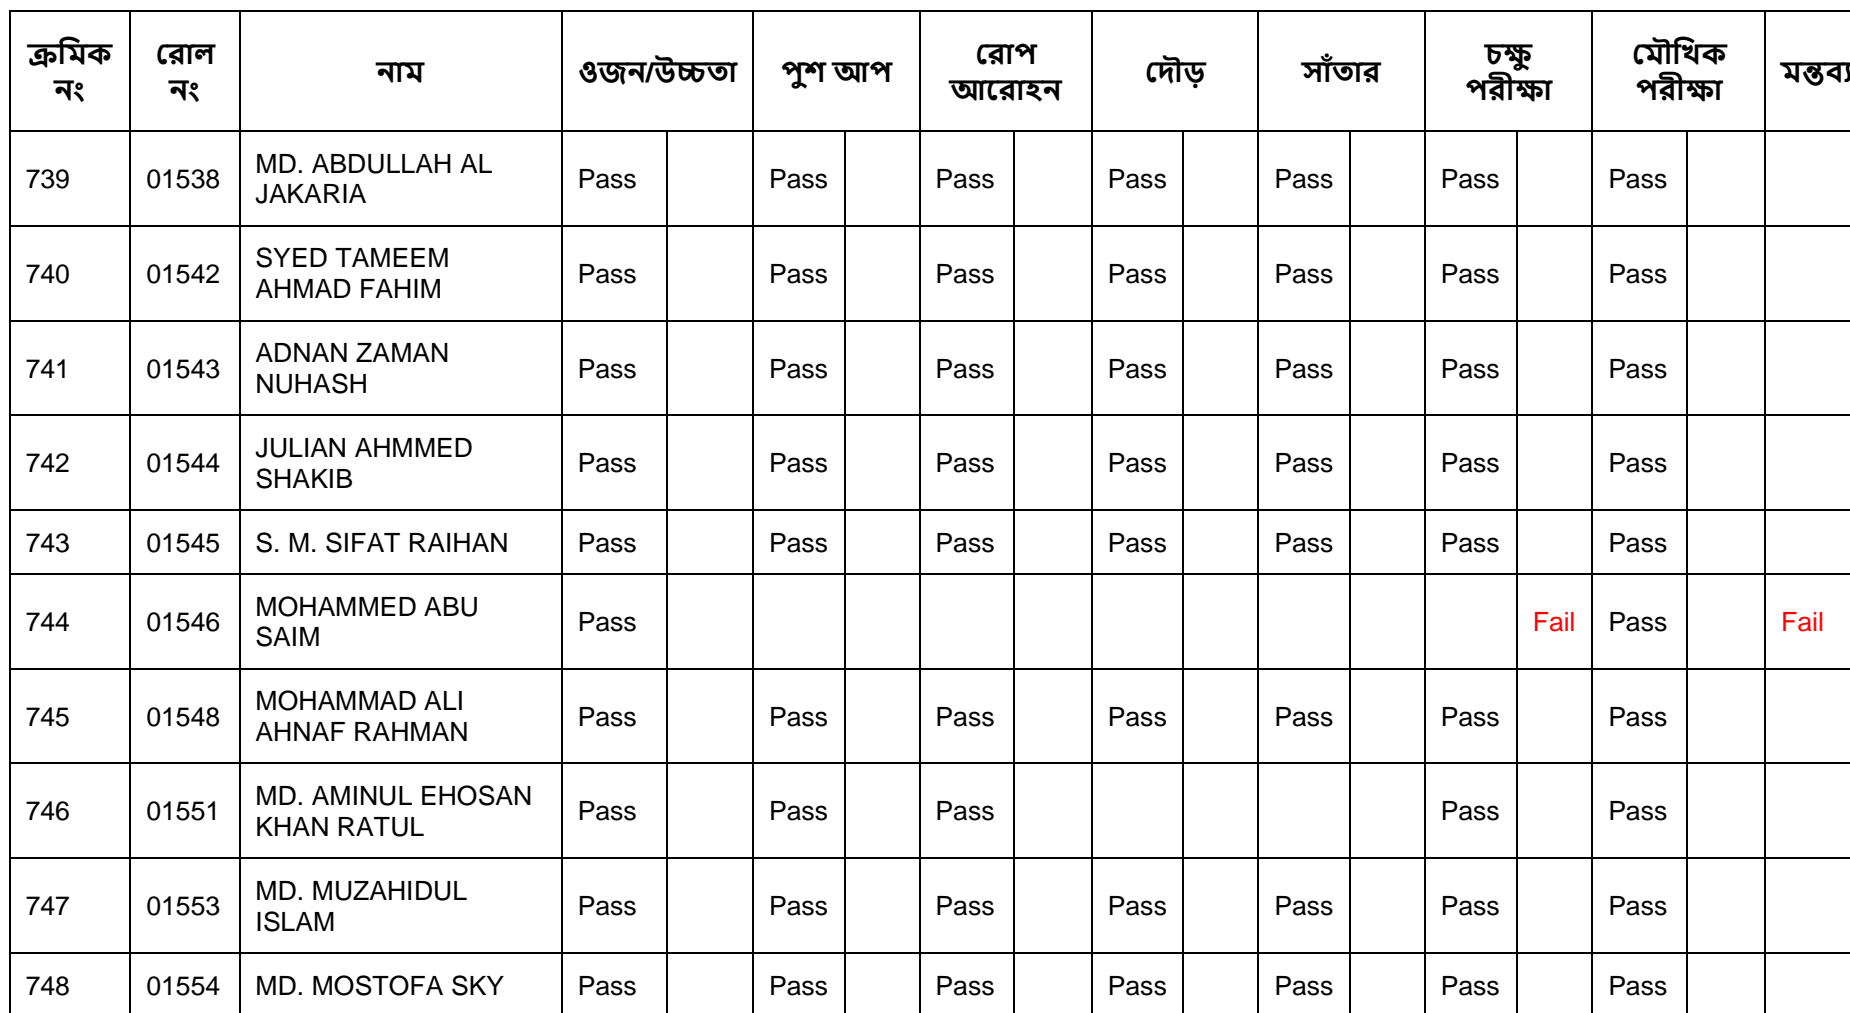 ক্রমিক নং রোল নং নাম ওজন/উচ্চতা পুশ আপ রোপ আরোহন দৌড় সাঁতার চক্ষু পরীক্ষা মৌখিক পরীক্ষা মন্তব্য
739 01538 MD. ABDULLAH AL JAKARIA Pass Pass Pass Pass Pass Pass Pass
740 01542 SYED TAMEEM AHMAD FAHIM Pass Pass Pass Pass Pass Pass Pass
741 01543 ADNAN ZAMAN NUHASH Pass Pass Pass Pass Pass Pass Pass
742 01544 JULIAN AHMMED SHAKIB Pass Pass Pass Pass Pass Pass Pass
743 01545 S. M. SIFAT RAIHAN Pass Pass Pass Pass Pass Pass Pass
744 01546 MOHAMMED ABU SAIM Pass Fail Pass Fail
745 01548 MOHAMMAD ALI AHNAF RAHMAN Pass Pass Pass Pass Pass Pass Pass
746 01551 MD. AMINUL EHOSAN KHAN RATUL Pass Pass Pass Pass Pass
747 01553 MD. MUZAHIDUL ISLAM Pass Pass Pass Pass Pass Pass Pass
748 01554 MD. MOSTOFA SKY Pass Pass Pass Pass Pass Pass Pass